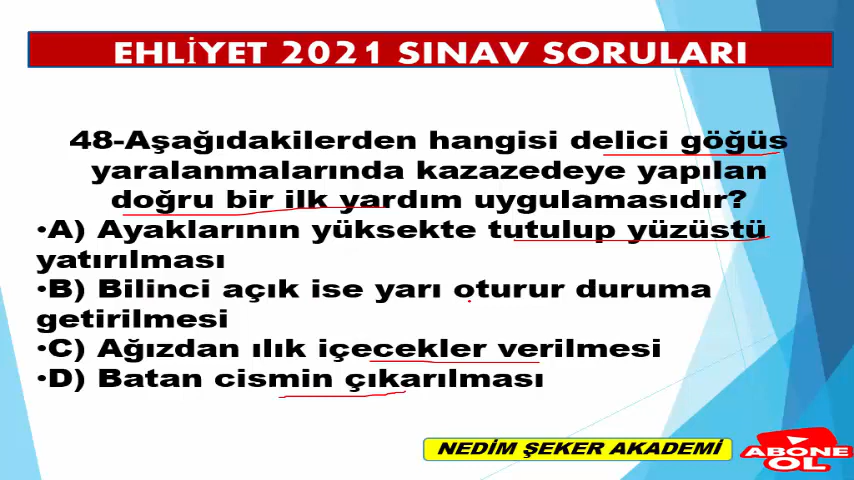 EHLİYET 2021 SINAV SORULARI
48-Aşağıdakilerden hangisi delici göğüs
yaralanmalarında kazazedeye yapılan
doğru bir ilk yardım uygulamasıdır?
•A) Ayaklarının yüksekte tutulup yüzüstü
yatırılması
•B) Bilinci açık ise yarı oturur duruma
getirilmesi
•C) Ağızdan ılık içecekler verilmesi
•D) Batan cismin çıkarılması
NEDİM ŞEKER AKADEMİ
ABONE
OL